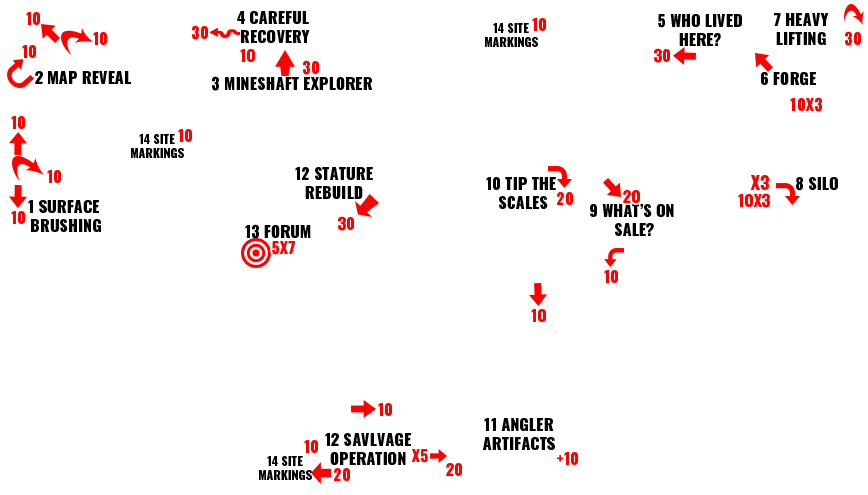 10
10
10
2 MAP REVEAL
4 CAREFUL
RECOVERY
30
10
30
3 MINESHAFT EXPLORER
14 SITE
MARKINGS
10
5 WHO LIVED
HERE?
30
7 HEAVY
LIFTING
30
6 FORGE
10X3
10
10
10
1 SURFACE
BRUSHING
14 SITE
MARKINGS
10
12 STATURE
REBUILD
30
13 FORUM
5X7
10 TIP THE
SCALES
20
20
9 WHAT'S ON
SALE?
10
10
X3
10X3
8 SILO
10
12 SAVLVAGE
OPERATION
10
14 SITE
MARKINGS
20
X5
20
11 ANGLER
ARTIFACTS
+10